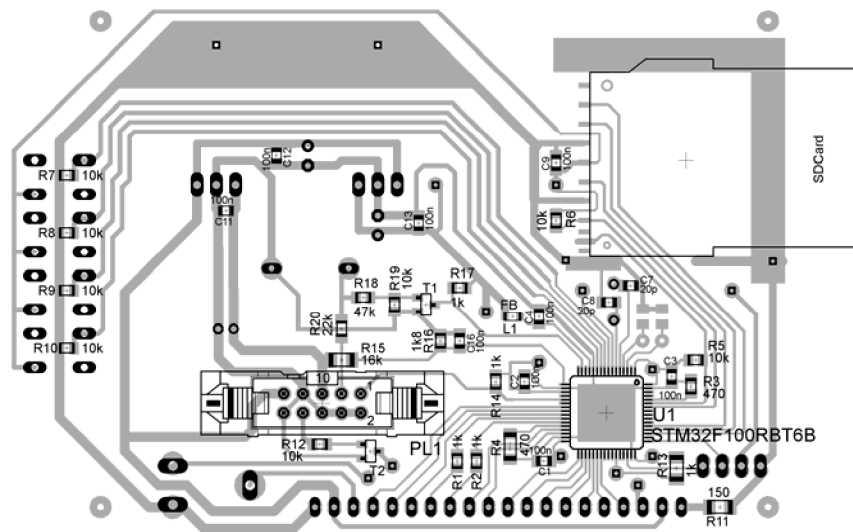 100n
C12
C9
100n
SDCard
R7 10k
100n
C11
C13
100n
10k
R6
R8 10k
R9 10k
R18
47k
R19
10k
T1
R17
1k
C7
20p
C8
20p
R20
22k
FB
L1
C4
100n
R10 10k
R15
16k
1k8
R16
C16
100n
R5
10k
C3
100n
R3
470
10
1
2
1k
R14
C2
100n
U1
STM32F100RBT6B
PL1
R12
10k
T2
R1
1k
R2
1k
R4
470
100n
C1
R13
1k
150
R11